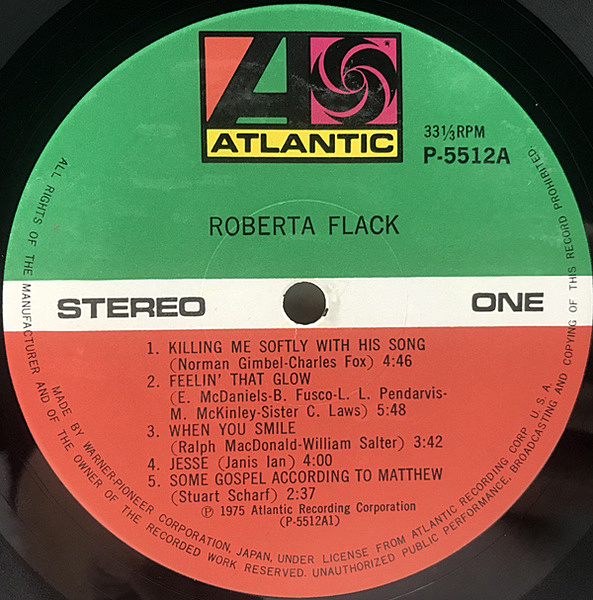 ATLANTIC
33⅓RPM
P-5512A
ROBERTA FLACK
STEREO
ONE
1. KILLING ME SOFTLY WITH HIS SONG
(Norman Gimbel-Charles Fox) 4:46
2. FEELIN' THAT GLOW
(E. McDaniels-B. Fusco-L. L. Pendarvis-
M. McKinley-Sister C. Laws) 5:48
3. WHEN YOU SMILE
(Ralph MacDonald-William Salter) 3:42
4. JESSE (Janis Ian) 4:00
5. SOME GOSPEL ACCORDING TO MATTHEW
(Stuart Scharf) 2:37
Ⓟ 1975 Atlantic Recording Corporation
(P-5512A1)
MADE BY WARNER-PIONEER CORPORATION, JAPAN, UNDER LICENSE FROM ATLANTIC RECORDING CORP. U.S.A.
ALL RIGHTS OF THE MANUFACTURER AND OF THE OWNER OF THE RECORDED WORK RESERVED. UNAUTHORIZED PUBLIC PERFORMANCE, BROADCASTING AND COPYING OF THIS RECORD PROHIBITED.